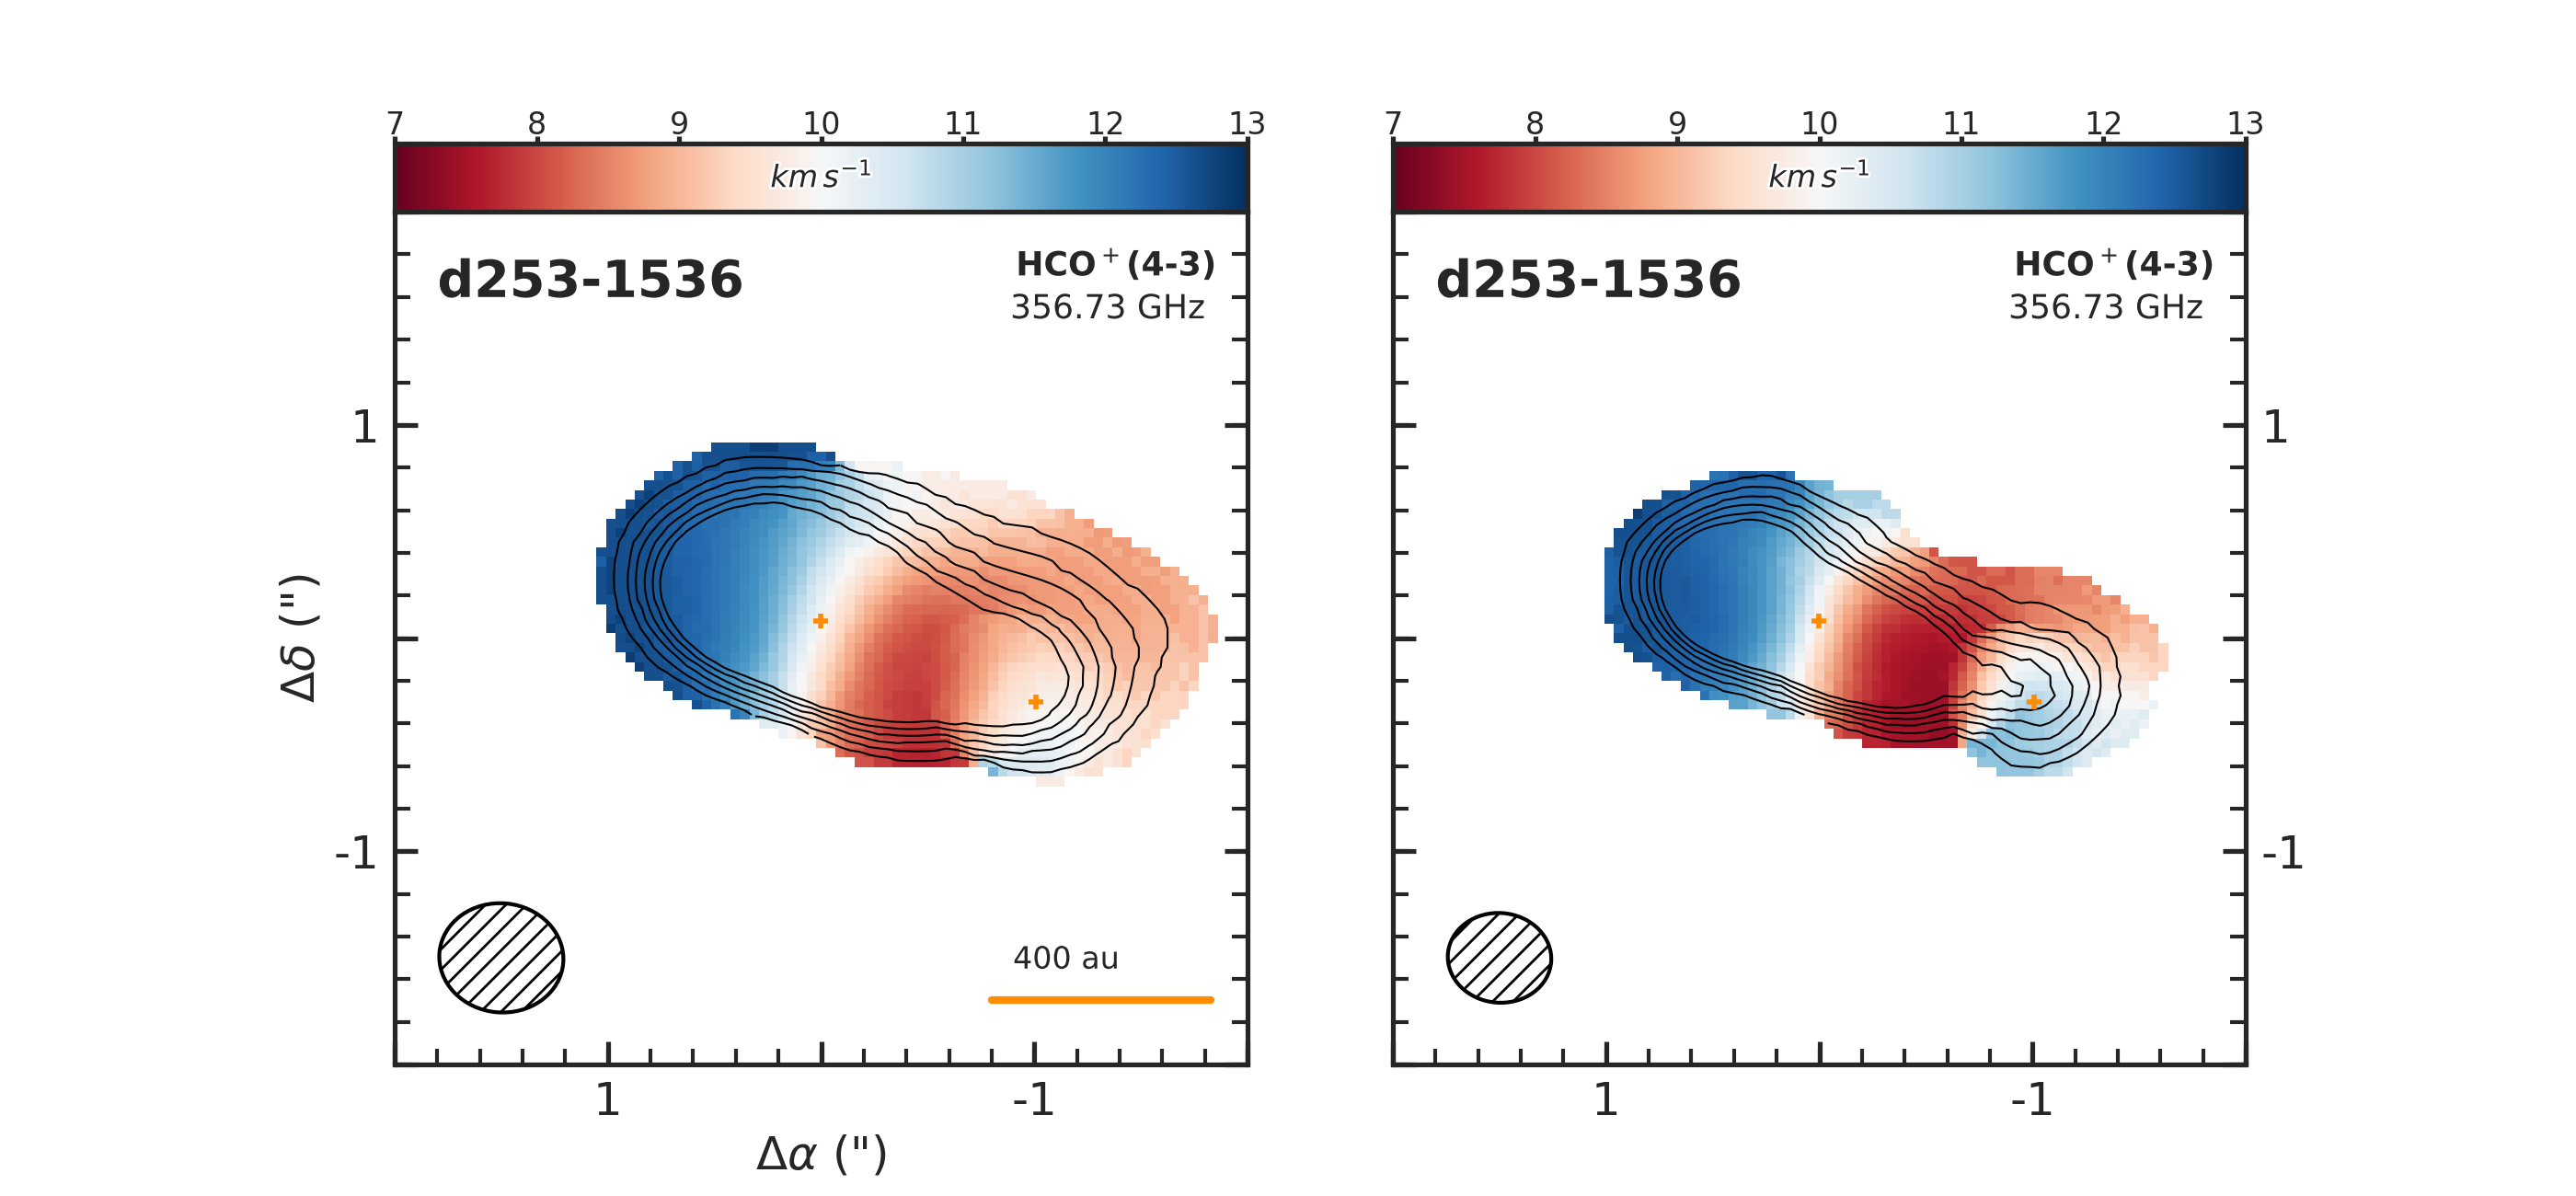 7 8 9 10 11 12 13
km s⁻¹
d253-1536
HCO⁺(4-3)
356.73 GHz
1
-1
Δδ (")
400 au
1 -1
Δα (")
7 8 9 10 11 12 13
km s⁻¹
d253-1536
HCO⁺(4-3)
356.73 GHz
1
-1
1 -1